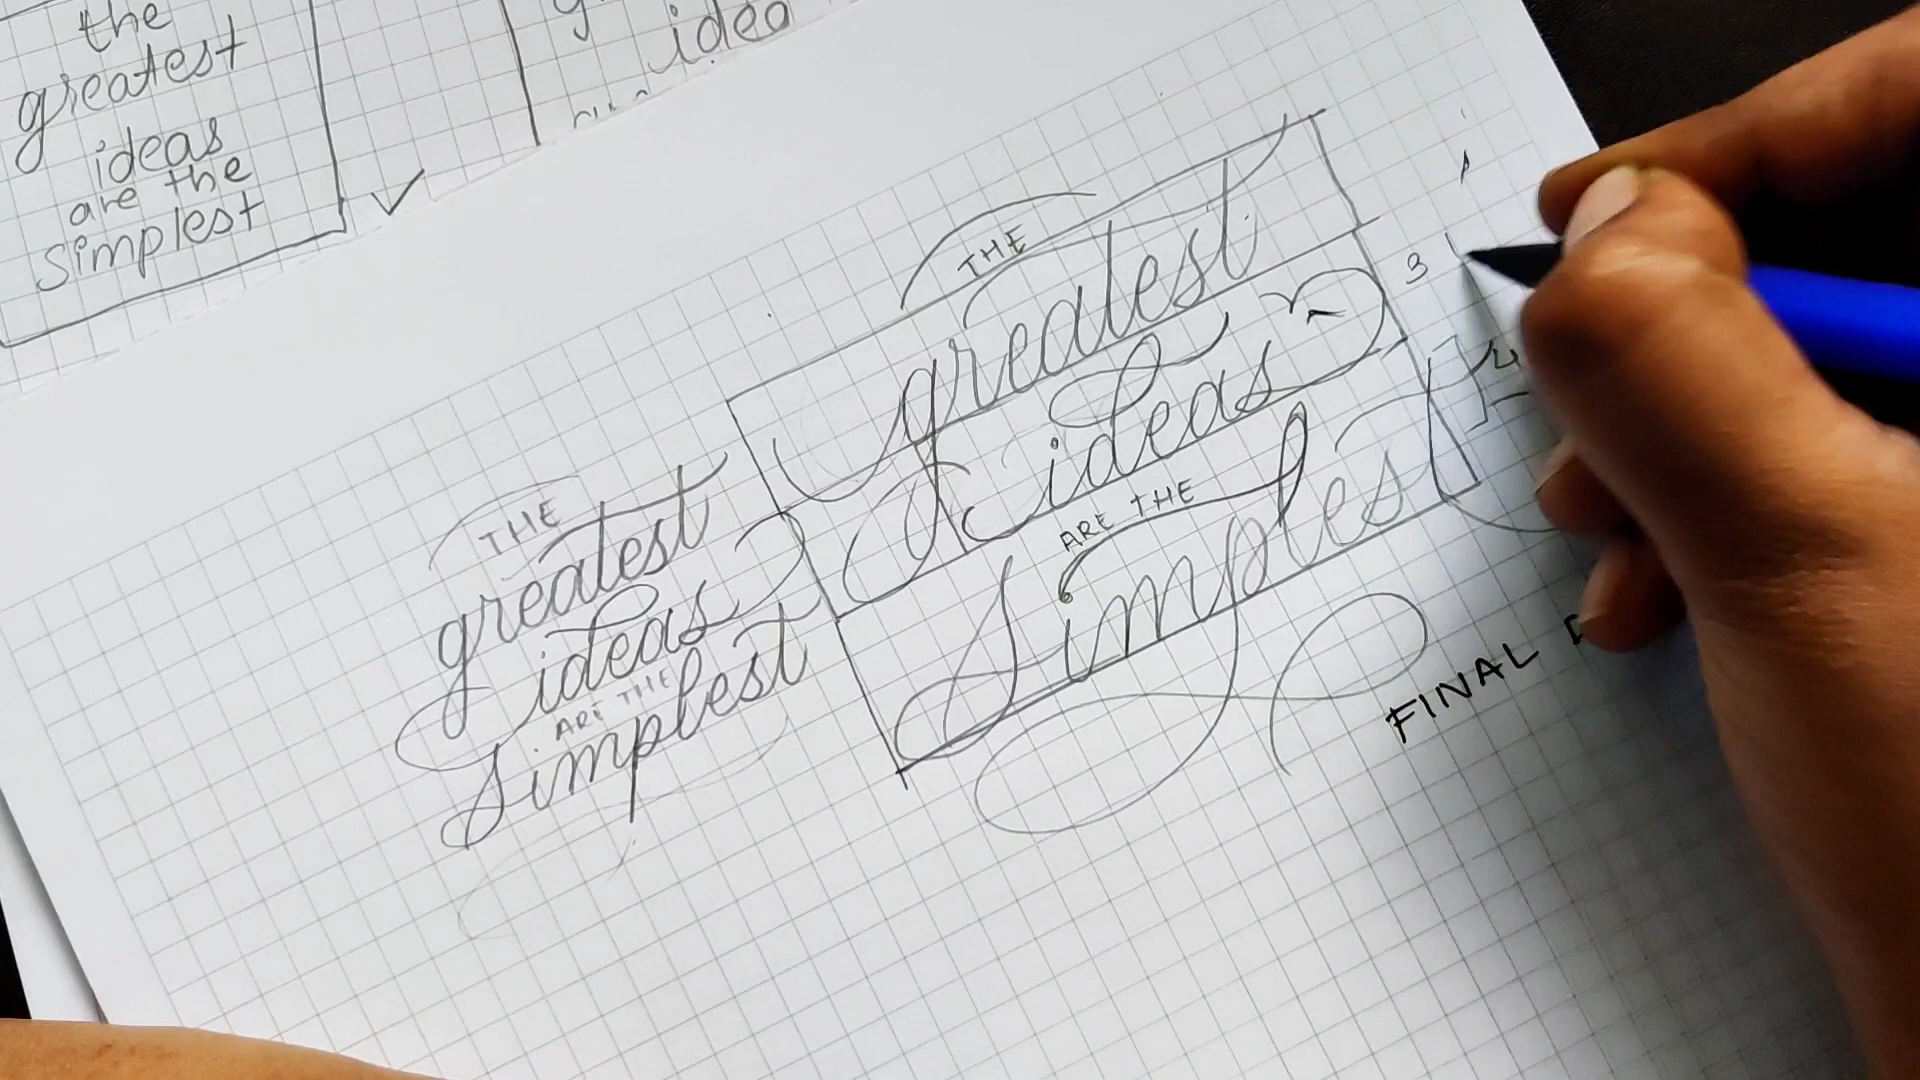 the
greatest
ideas
are the
simplest
idea
THE
greatest
ideas
ARE THE
simplest
THE
greatest
ideas
ARE THE
Simplest
3
FINAL